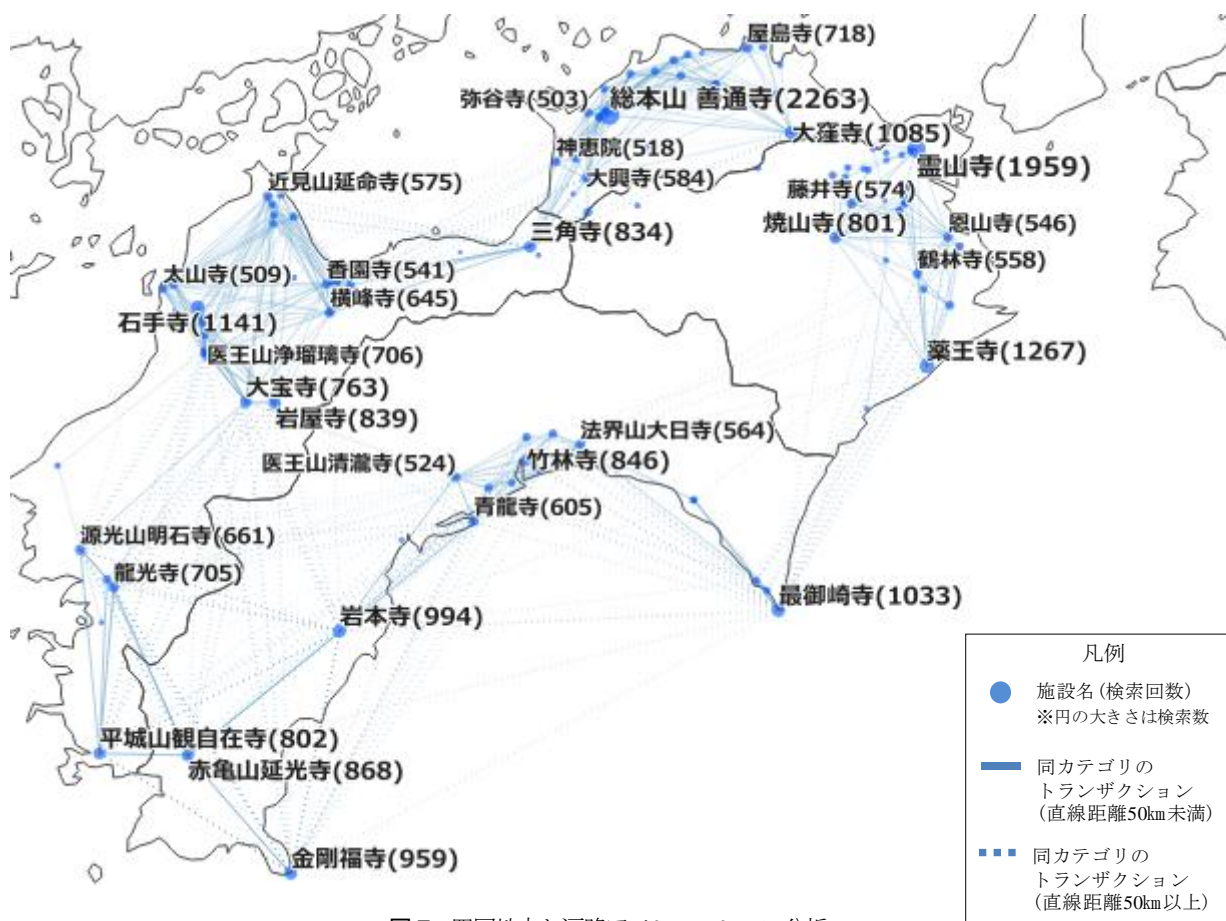 屋島寺(718)
弥谷寺(503)
総本山 善通寺(2263)
大窪寺(1085)
神恵院(518)
霊山寺(1959)
近見山延命寺(575)
大興寺(584)
藤井寺(574)
三角寺(834)
焼山寺(801)
恩山寺(546)
太山寺(509)
香園寺(541)
鶴林寺(558)
横峰寺(645)
石手寺(1141)
医王山浄瑠璃寺(706)
薬王寺(1267)
大宝寺(763)
岩屋寺(839)
法界山大日寺(564)
医王山清瀧寺(524)
竹林寺(846)
青龍寺(605)
源光山明石寺(661)
龍光寺(705)
岩本寺(994)
最御崎寺(1033)
平城山観自在寺(802)
赤亀山延光寺(868)
金剛福寺(959)
凡例
施設名(検索回数)
※円の大きさは検索数
同カテゴリの
トランザクション
(直線距離50㎞未満)
同カテゴリの
トランザクション
(直線距離50㎞以上)